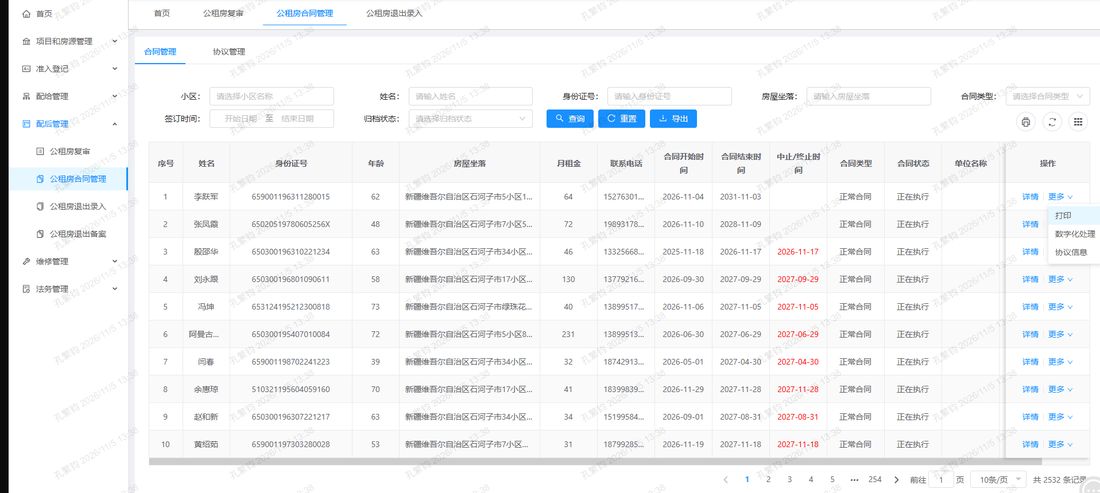 首页
项目和房源管理
准入登记
配给管理
配后管理
公租房复审
公租房合同管理
公租房退出录入
公租房退出备案
维修管理
法务管理
首页 公租房复审 公租房合同管理 公租房退出录入
合同管理 协议管理
小区: 请选择小区名称 姓名: 请输入姓名 身份证号: 请输入身份证号 房屋坐落: 请输入房屋坐落 合同类型: 请选择合同类型
签订时间: 开始日期 至 结束日期 归档状态: 请选择归档状态 查询 重置 导出
序号 姓名 身份证号 年龄 房屋坐落 月租金 联系电话 合同开始时间 合同结束时间 中止/终止时间 合同类型 合同状态 单位名称 操作
1 李跃军 659001196311280015 62 新疆维吾尔自治区石河子市5小区1... 64 15276301... 2026-11-04 2031-11-03 正常合同 正在执行 详情 更多
2 张凤霞 65020519780605256X 48 新疆维吾尔自治区石河子市7小区5... 72 19893178... 2026-11-10 2028-11-09 正常合同 正在执行 详情
3 殷邵华 650300196310221234 63 新疆维吾尔自治区石河子市34小区... 46 13325668... 2025-11-18 2026-11-17 2026-11-17 正常合同 正在执行 详情
4 刘永跟 650300196801090611 58 新疆维吾尔自治区石河子市17小区... 130 13779216... 2026-09-30 2027-09-29 2027-09-29 正常合同 正在执行 详情 更多
5 冯坤 653124195212300818 73 新疆维吾尔自治区石河子市绿珠花... 40 13899517... 2026-11-06 2027-11-05 2027-11-05 正常合同 正在执行 详情 更多
6 阿曼古... 650300195407010084 72 新疆维吾尔自治区石河子市5小区8... 231 13899513... 2026-06-30 2027-06-29 2027-06-29 正常合同 正在执行 详情 更多
7 闫春 659001198702241223 39 新疆维吾尔自治区石河子市34小区... 32 18742913... 2026-05-01 2027-04-30 2027-04-30 正常合同 正在执行 详情 更多
8 余惠琼 510321195604059160 70 新疆维吾尔自治区石河子市17小区... 41 18399839... 2026-11-29 2027-11-28 2027-11-28 正常合同 正在执行 详情 更多
9 赵和新 650300196307221217 63 新疆维吾尔自治区石河子市34小区... 34 15199584... 2026-09-01 2027-08-31 2027-08-31 正常合同 正在执行 详情 更多
10 黄绍茹 659001197303280028 53 新疆维吾尔自治区石河子市7小区... 31 18799285... 2026-11-19 2027-11-18 2027-11-18 正常合同 正在执行 详情 更多
打印
数字化处理
协议信息
1 2 3 4 5 ••• 254 前往 1 页 10条/页 共 2532 条记录
孔繁钧 2026/11/5 13:38